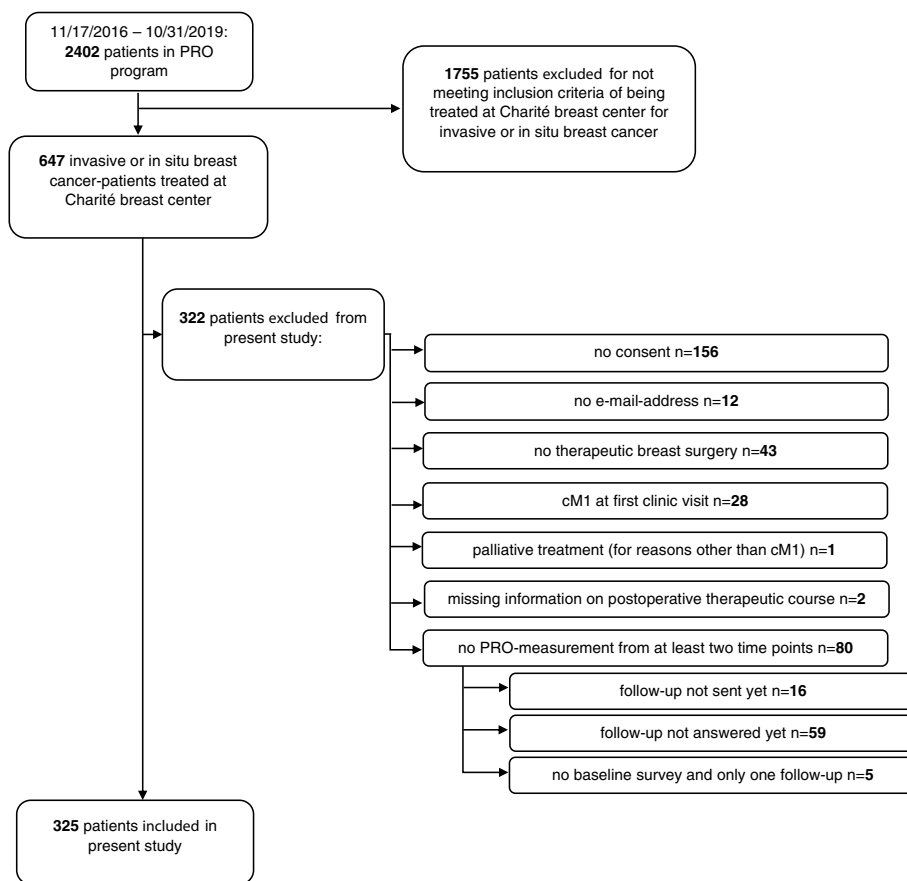 11/17/2016 – 10/31/2019:
2402 patients in PRO
program
1755 patients excluded for not
meeting inclusion criteria of being
treated at Charité breast center for
invasive or in situ breast cancer
647 invasive or in situ breast
cancer-patients treated at
Charité breast center
322 patients excluded from
present study:
no consent n=156
no e-mail-address n=12
no therapeutic breast surgery n=43
cM1 at first clinic visit n=28
palliative treatment (for reasons other than cM1) n=1
missing information on postoperative therapeutic course n=2
no PRO-measurement from at least two time points n=80
follow-up not sent yet n=16
follow-up not answered yet n=59
no baseline survey and only one follow-up n=5
325 patients included in
present study